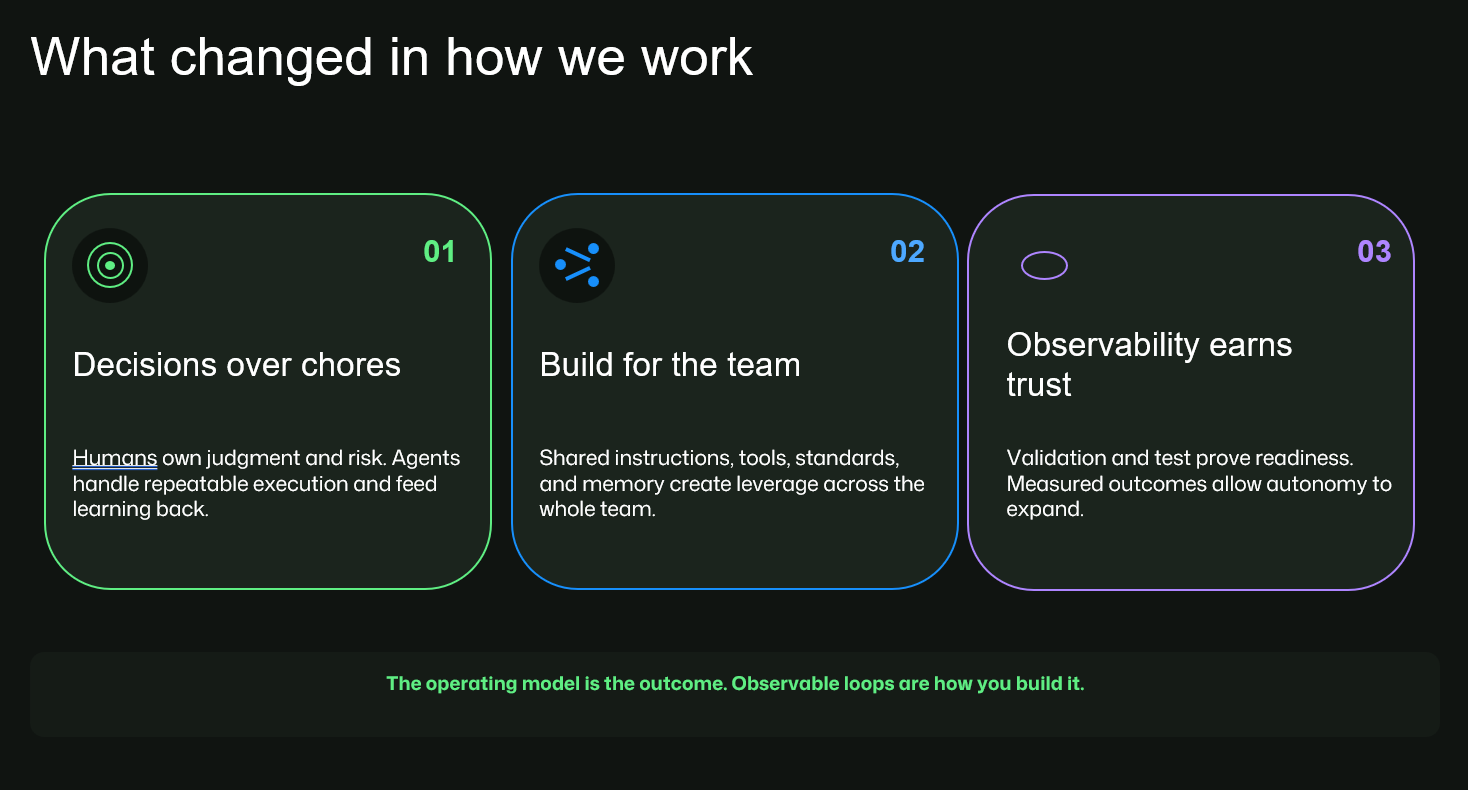 What changed in how we work
01
Decisions over chores
Humans own judgment and risk. Agents
handle repeatable execution and feed
learning back.
02
Build for the team
Shared instructions, tools, standards,
and memory create leverage across the
whole team.
03
Observability earns
trust
Validation and test prove readiness.
Measured outcomes allow autonomy to
expand.
The operating model is the outcome. Observable loops are how you build it.